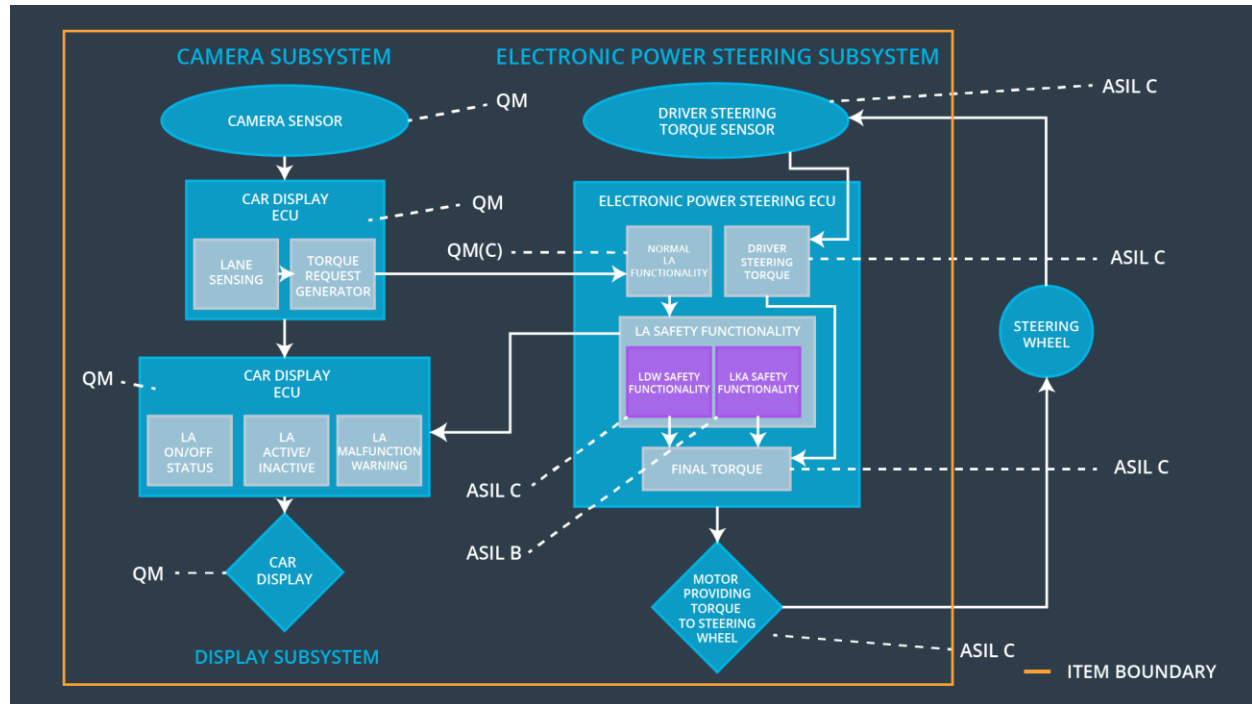 CAMERA SUBSYSTEM
ELECTRONIC POWER STEERING SUBSYSTEM
CAMERA SENSOR
QM
DRIVER STEERING
TORQUE SENSOR
ASIL C
CAR DISPLAY
ECU
QM
LANE
SENSING
TORQUE
REQUEST
GENERATOR
ELECTRONIC POWER STEERING ECU
QM(C)
NORMAL
LA
FUNCTIONALITY
DRIVER
STEERING
TORQUE
ASIL C
LA SAFETY FUNCTIONALITY
LDW SAFETY
FUNCTIONALITY
LKA SAFETY
FUNCTIONALITY
STEERING
WHEEL
QM
CAR DISPLAY
ECU
LA
ON/OFF
STATUS
LA
ACTIVE/
INACTIVE
LA
MALFUNCTION
WARNING
FINAL TORQUE
ASIL C
ASIL C
ASIL B
QM
CAR
DISPLAY
MOTOR
PROVIDING
TORQUE
TO STEERING
WHEEL
ASIL C
DISPLAY SUBSYSTEM
ITEM BOUNDARY